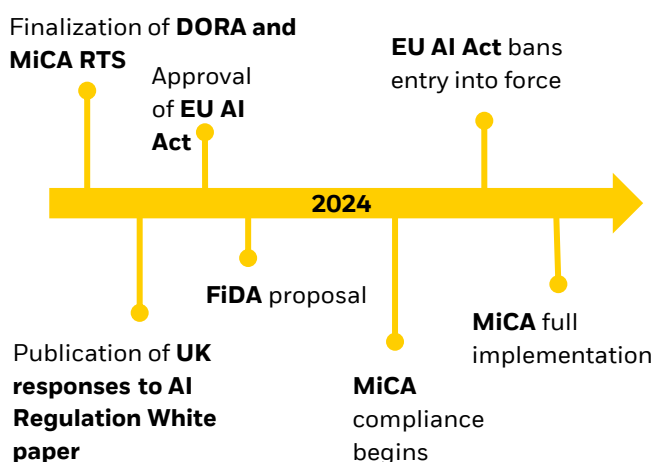 Finalization of DORA and
MiCA RTS
Approval
of EU AI
Act
EU AI Act bans
entry into force
2024
FiDA proposal
Publication of UK
responses to AI
Regulation White
paper
MiCA
compliance
begins
MiCA full
implementation